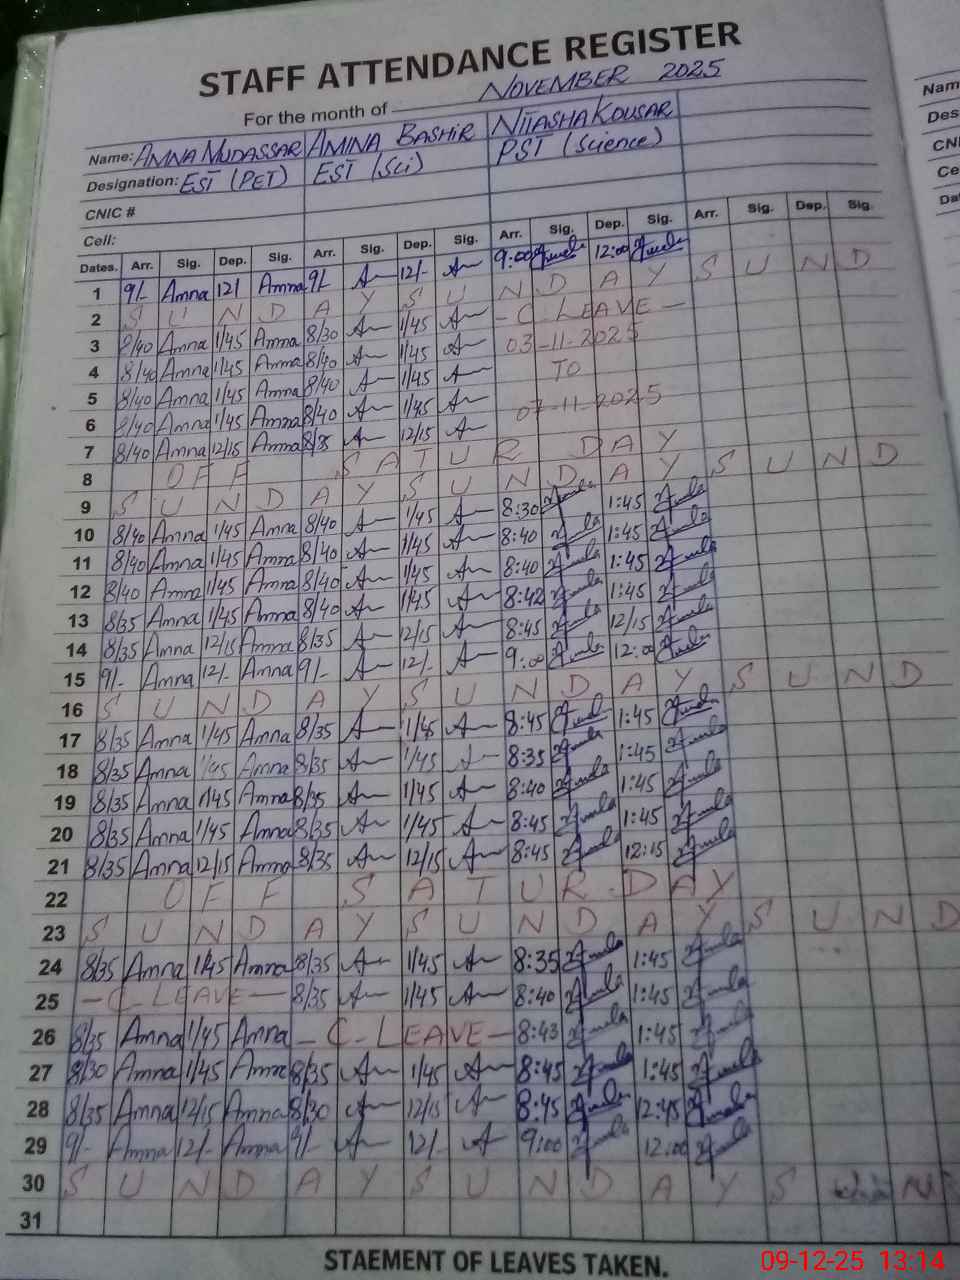 STAFF ATTENDANCE REGISTER
For the month of NOVEMBER 2025
Name: AMNA MUDASSAR AMINA BASHIR NITASHA KOUSAR
Designation: EST (PET) EST (Sci) PST (Science)
CNIC #
Cell:
Dates. Arr. Sig. Dep. Sig. Arr. Sig. Dep. Sig. Arr. Sig. Dep. Sig. Arr. Sig. Dep. Sig.
1 9/- Amna 12/ Amna 9/- 12/- 9:00 12:00
2 S U N D A Y S U N D A Y S U N D
3 8/40 Amna 1/45 Amna 8/30 1/45 - C LEAVE -
4 8/40 Amna 1/45 Amna 8/40 1/45 03-11-2025
5 8/40 Amna 1/45 Amna 8/40 1/45 TO
6 8/40 Amna 1/45 Amna 8/40 1/45 07-11-2025
7 8/40 Amna 12/15 Amna 12/15
8 OFF SATUR DAY
9 S U N D A Y S U N D A Y S U N D
10 8/40 Amna 1/45 Amna 8/40 1/45 8:30 1:45
11 8/40 Amna 1/45 Amna 8/40 1/45 8:40 1:45
12 8/40 Amna 1/45 Amna 8/40 1/45 8:40 1:45
13 8/35 Amna 1/45 Amna 8/40 1/45 8:42 1:45
14 8/35 Amna 12/15 Amna 8/35 12/15 8:45 12/15
15 9/- Amna 12/- Amna 9/- 12/- 9:00 12:00
16 S U N D A Y S U N D A Y S U N D
17 8/35 Amna 1/45 Amna 8/35 1/45 8:45 1:45
18 8/35 Amna 1/45 Amna 8/35 1/45 8:35 1:45
19 8/35 Amna 1/45 Amna 8/35 1/45 8:40 1:45
20 8/35 Amna 1/45 Amna 8/35 1/45 8:45 1:45
21 8/35 Amna 12/15 Amna 8/35 12/15 8:45 12:15
22 OFF SATUR DAY
23 S U N D A Y S U N D A Y S U N D
24 8/35 Amna 1/45 Amna 8/35 1/45 8:35 1:45
25 - C - LEAVE - 8/35 1/45 8:40 1:45
26 8/35 Amna 1/45 Amna - C - LEAVE - 8:43 1:45
27 8/30 Amna 1/45 Amna 8/35 1/45 8:45 1:45
28 8/35 Amna 12/15 Amna 8/30 12/15 8:45 12:45
29 9/- Amna 12/- Amna 9/- 12/- 9:00 12:00
30 S U N D A Y S U N D A Y S N
31
STAEMENT OF LEAVES TAKEN.
Nam
Des
CNI
Ce
Da
09-12-25 13:14